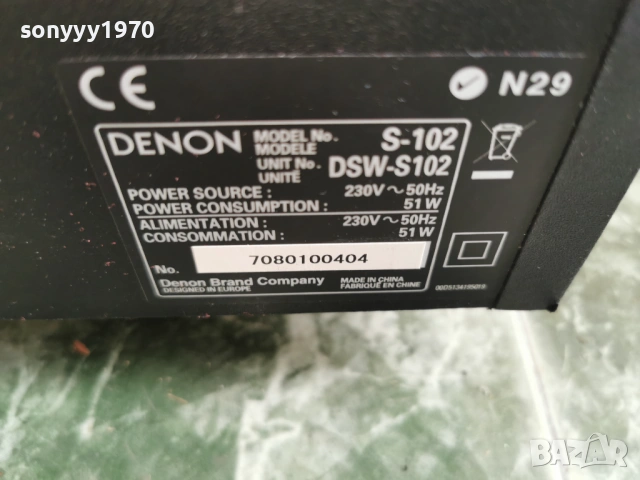 sonyyy1970
CE N29
DENON MODEL No. S-102
MODELE
UNIT No. DSW-S102
UNITÉ
POWER SOURCE : 230V ~ 50Hz
POWER CONSUMPTION : 51 W
ALIMENTATION : 230V ~ 50Hz
CONSOMMATION : 51 W
No. 7080100404
Denon Brand Company MADE IN CHINA
DESIGNED IN EUROPE FABRIQUÉ EN CHINE
BAZAR